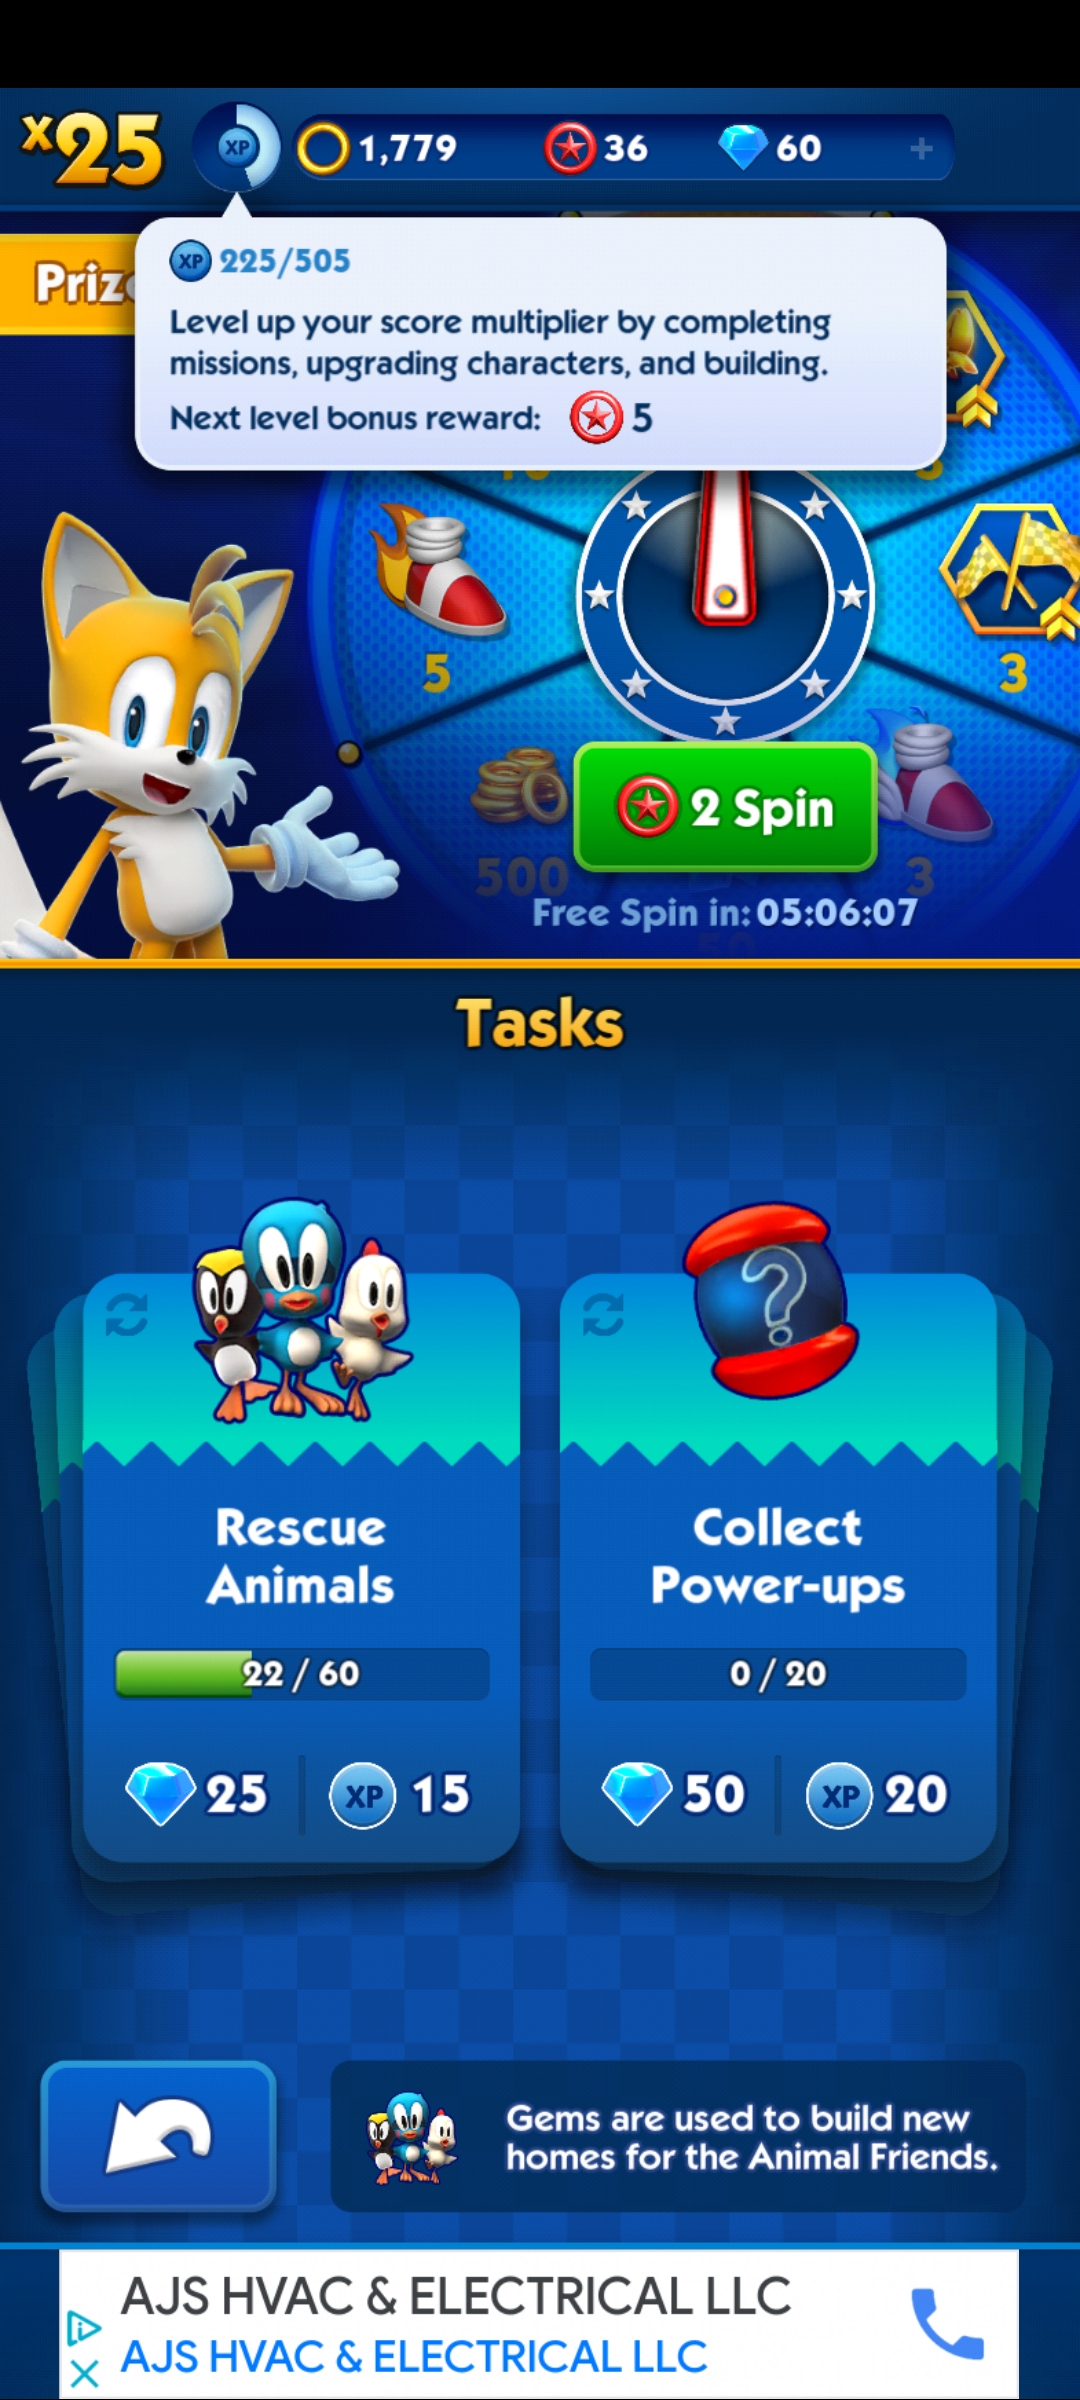 x25
XP
1,779
36
60
+
XP 225/505
Level up your score multiplier by completing
missions, upgrading characters, and building.
Next level bonus reward: 5
5
3
2 Spin
500
3
Free Spin in: 05:06:07
Tasks
?
Rescue
Animals
22 / 60
25
XP 15
Collect
Power-ups
0 / 20
50
XP 20
Gems are used to build new
homes for the Animal Friends.
AJS HVAC & ELECTRICAL LLC
AJS HVAC & ELECTRICAL LLC